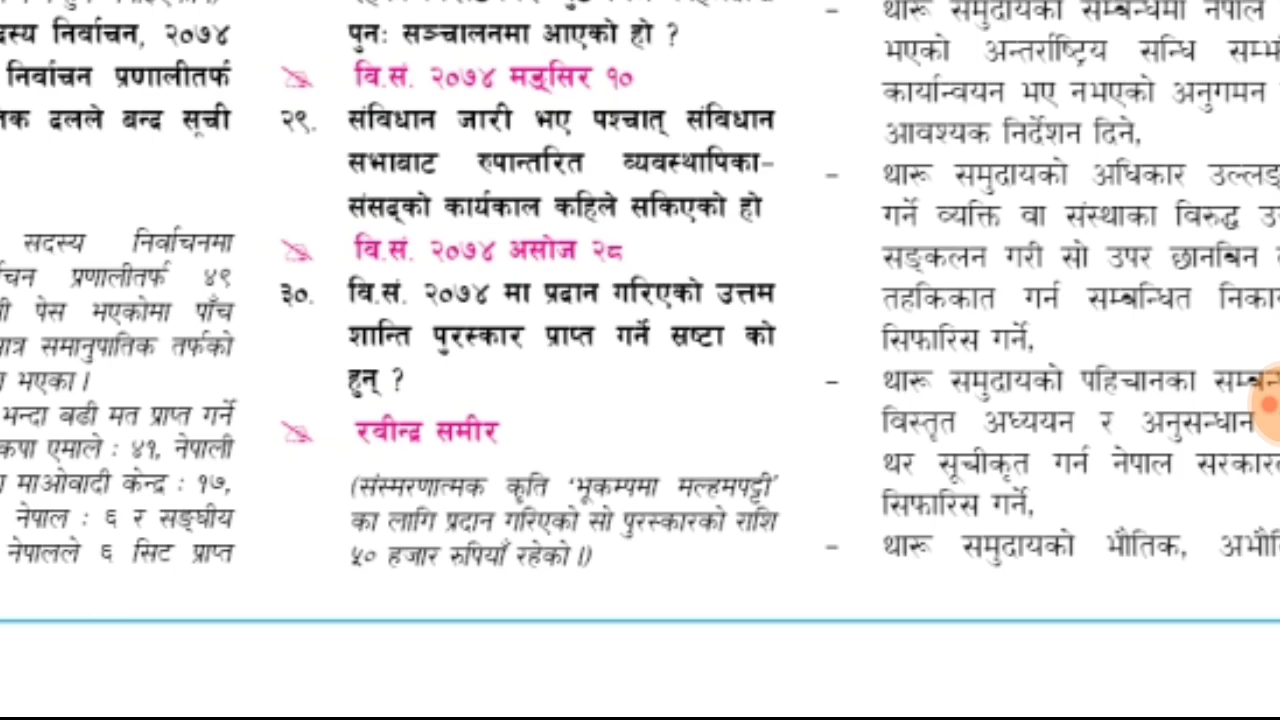 दस्य निर्वाचन, २०७४
निर्वाचन प्रणालीतर्फ
दलले बन्द सूची
सदस्य निर्वाचनमा
प्रणालीतर्फ ४९
पेस भएकोमा पाँच
मात्र समानुपातिक तर्फको
भएका।
भन्दा बढी मत प्राप्त गर्ने
एमाले : ४१, नेपाली
माओवादी केन्द्र : १७,
नेपाल : ६ र सङ्घीय
नेपालले ६ सिट प्राप्त
पुनः सञ्चालनमा आएको हो ?
वि.सं. २०७४ मङ्सिर १०
२९. संविधान जारी भए पश्चात् संविधान
सभाबाट रुपान्तरित व्यवस्थापिका-
संसद्को कार्यकाल कहिले सकिएको हो
वि.सं. २०७४ असोज २८
३०. वि.सं. २०७४ मा प्रदान गरिएको उत्तम
शान्ति पुरस्कार प्राप्त गर्ने स्रष्टा को
हुन् ?
रवीन्द्र समीर
(संस्मरणात्मक कृति ‘भूकम्पमा मल्हमपट्टी’
का लागि प्रदान गरिएको सो पुरस्कारको राशि
५० हजार रुपियाँ रहेको।)
- थारू समुदायको सम्बन्धमा नेपाल
भएको अन्तर्राष्ट्रिय सन्धि
कार्यान्वयन भए नभएको अनुगमन
आवश्यक निर्देशन दिने,
- थारू समुदायको अधिकार
गर्ने व्यक्ति वा संस्थाका विरुद्ध
सङ्कलन गरी सो उपर छानबिन
तहकिकात गर्न सम्बन्धित
सिफारिस गर्ने,
- थारू समुदायको पहिचानका
विस्तृत अध्ययन र अनुसन्धान
थर सूचीकृत गर्न नेपाल
सिफारिस गर्ने,
- थारू समुदायको भौतिक,